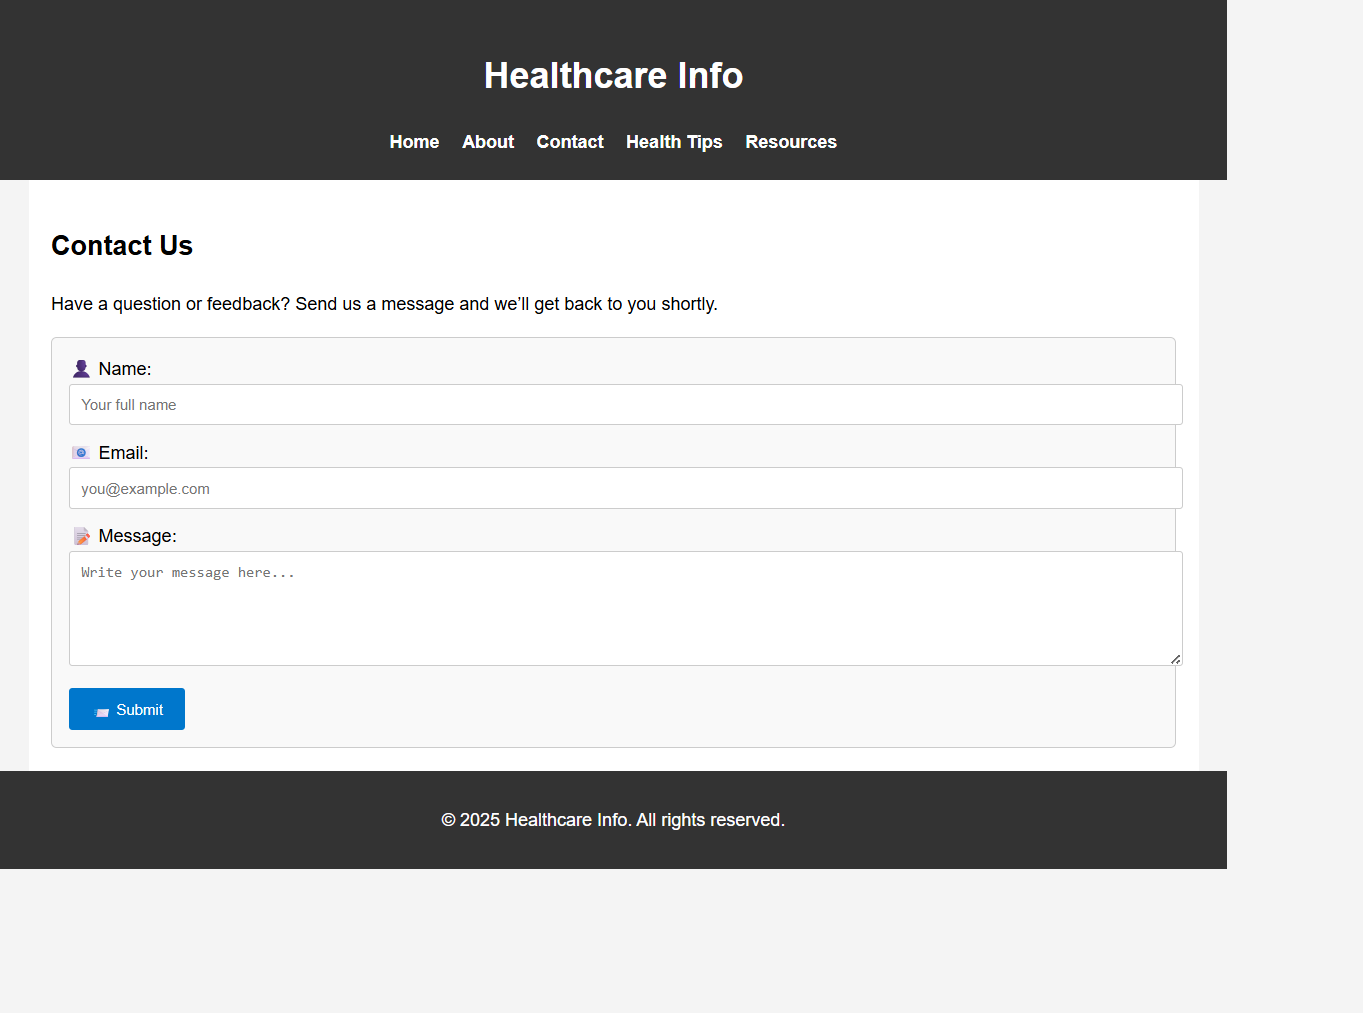 Healthcare Info
Home About Contact Health Tips Resources
Contact Us
Have a question or feedback? Send us a message and we’ll get back to you shortly.
Name:
Your full name
Email:
you@example.com
Message:
Write your message here...
Submit
© 2025 Healthcare Info. All rights reserved.